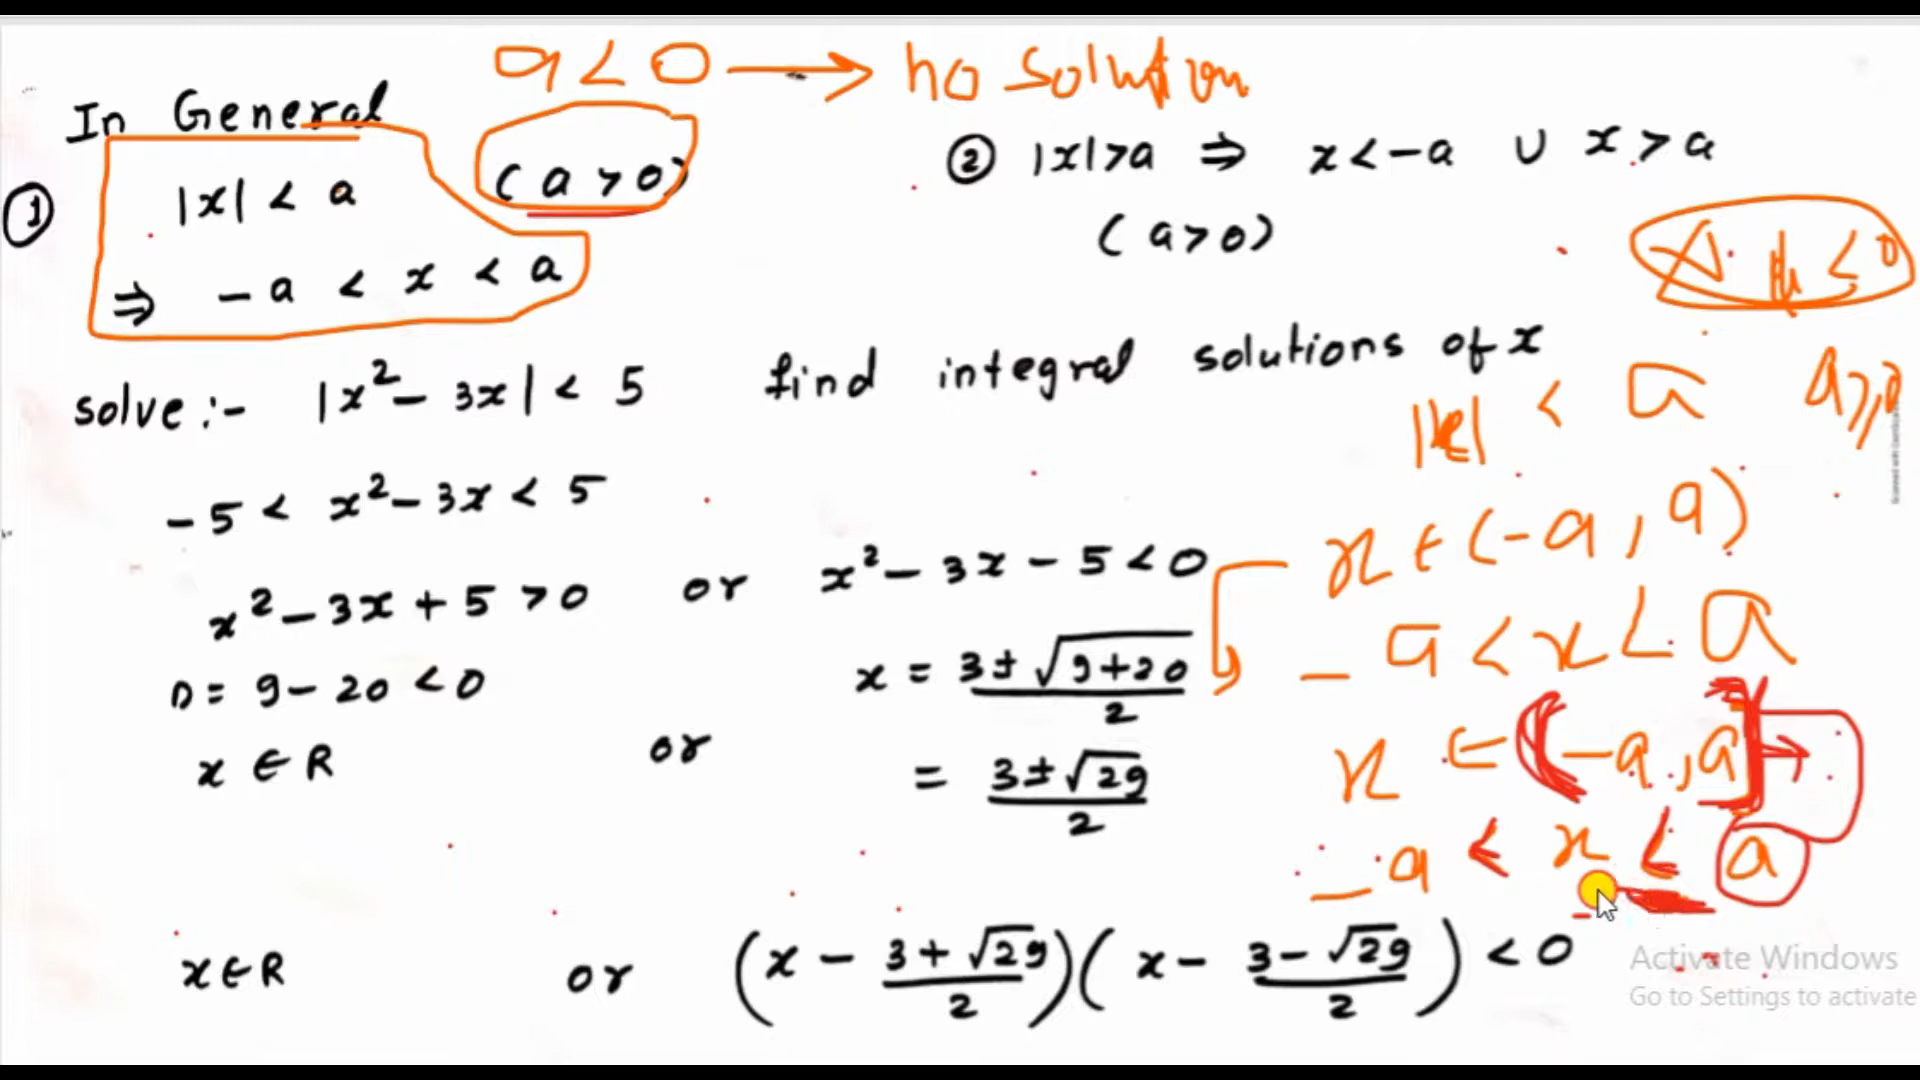 a < 0 → no solution
In General
① |x| < a (a > 0)
⇒ -a < x < a
② |x| > a ⇒ x < -a ∪ x > a
(a > 0)
solve :- |x² - 3x| < 5 find integral solutions of x
|x| < a a ≥ 0
-5 < x² - 3x < 5
x ∈ (-a, a)
x² - 3x + 5 > 0 or x² - 3x - 5 < 0
-a < x < a
D = 9 - 20 < 0
x = 3 ± √(9+20) / 2
x ∈ R or = 3 ± √29 / 2
x ∈ (-a, a]
-a < x ≤ a
x ∈ R or (x - (3 + √29)/2)(x - (3 - √29)/2) < 0
Activate Windows
Go to Settings to activate